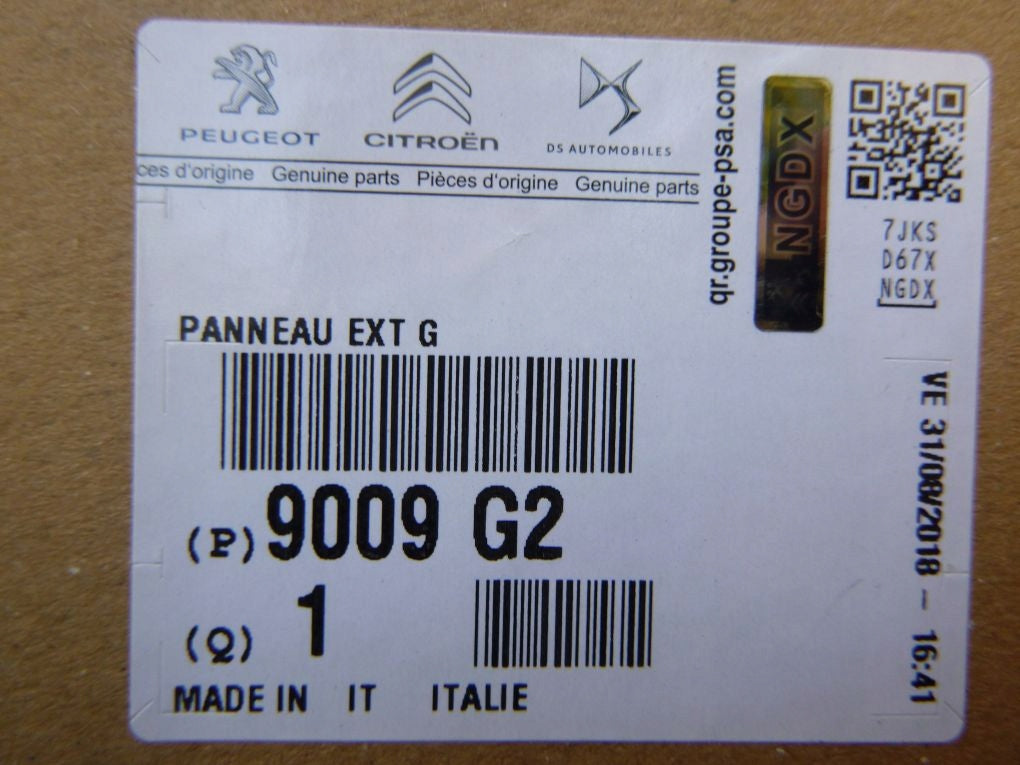 PEUGEOT CITROËN DS AUTOMOBILES
ces d'origine Genuine parts Pièces d'origine Genuine parts
qr.groupe-psa.com
NGDX
7JKS
D67X
NGDX
PANNEAU EXT G
(P) 9009 G2
(Q) 1
MADE IN IT ITALIE
VE 31/08/2018 - 16:41